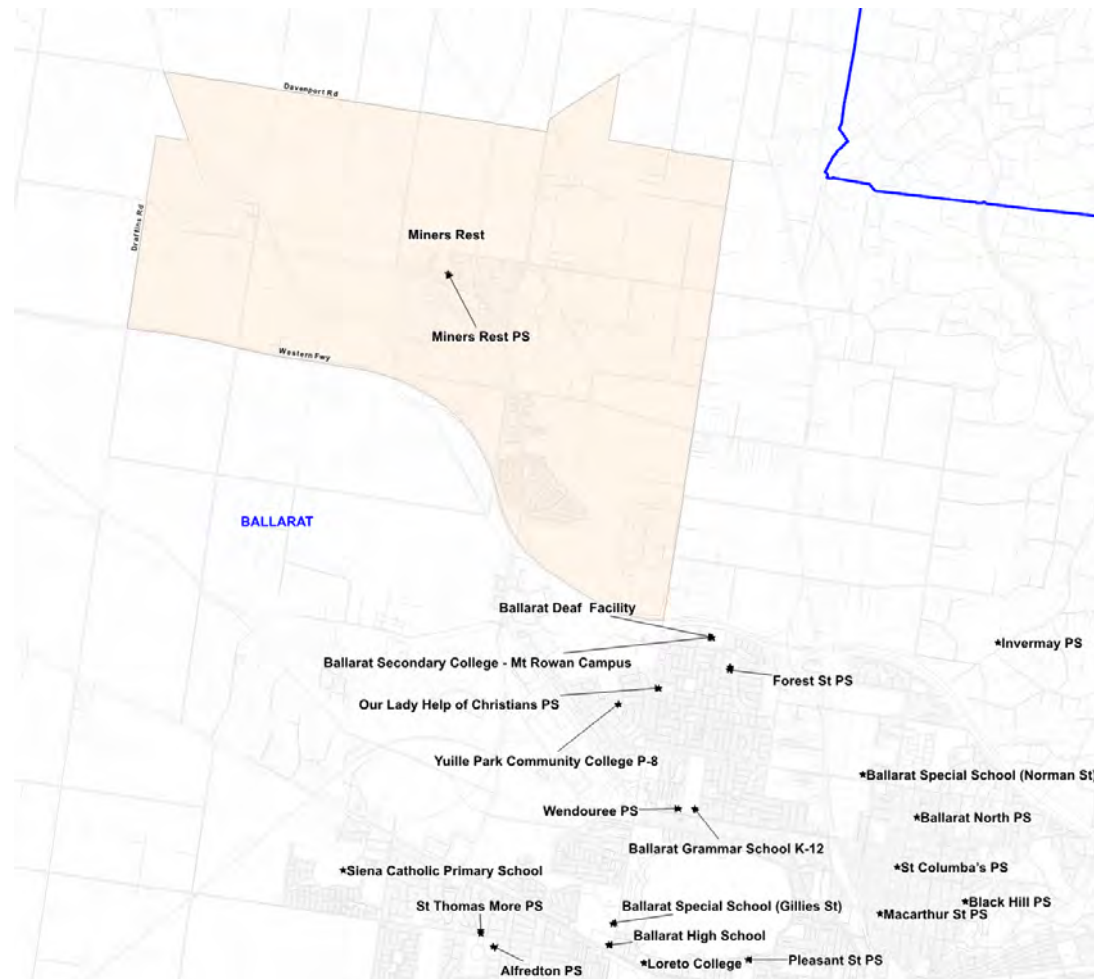 Davenport Rd
Draffins Rd
Miners Rest
Miners Rest PS
Western Fwy
BALLARAT
Ballarat Deaf Facility
Ballarat Secondary College - Mt Rowan Campus
Invermay PS
Forest St PS
Our Lady Help of Christians PS
Yuille Park Community College P-8
Ballarat Special School (Norman St)
Wendouree PS
Ballarat North PS
Ballarat Grammar School K-12
Siena Catholic Primary School
St Columba's PS
St Thomas More PS
Ballarat Special School (Gillies St)
Black Hill PS
Macarthur St PS
Ballarat High School
Alfredton PS
Loreto College
Pleasant St PS